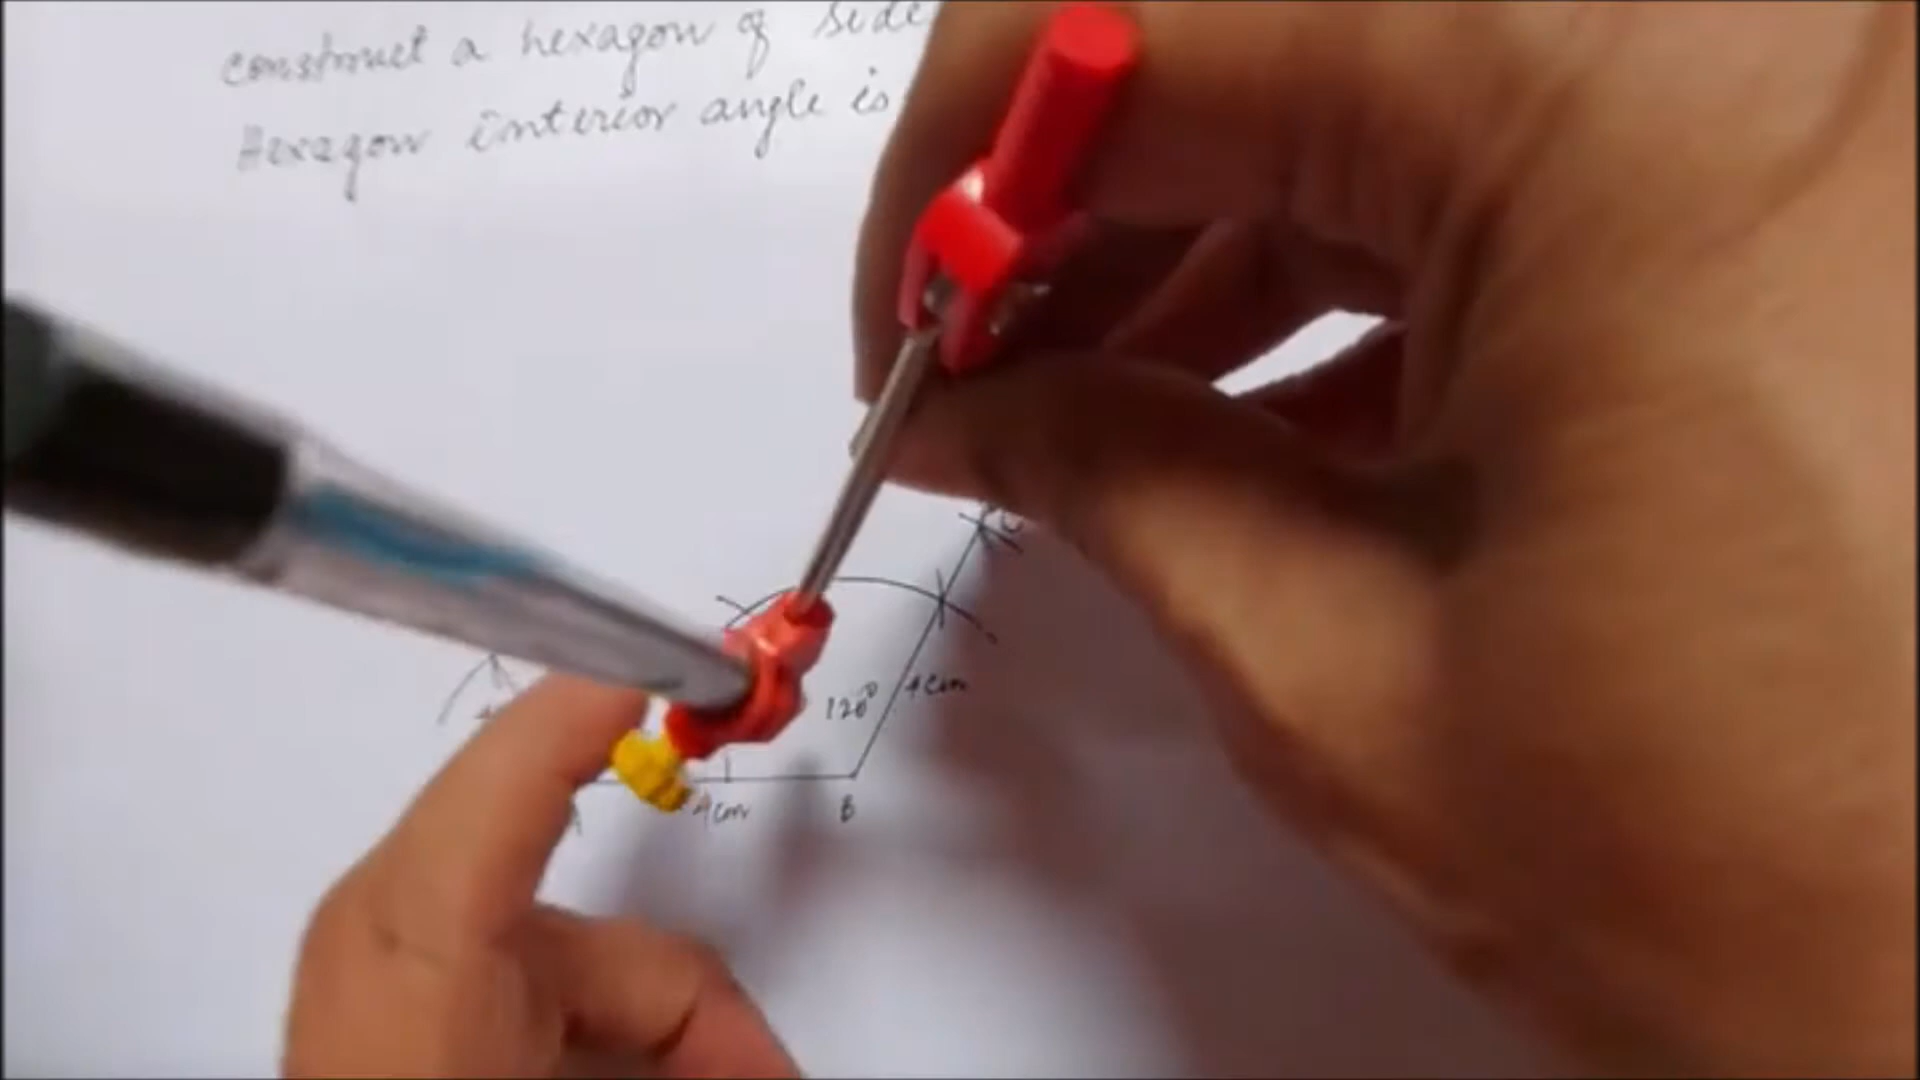 construct a hexagon of side
Hexagon interior angle is
C
120° 4cm
4cm B
A